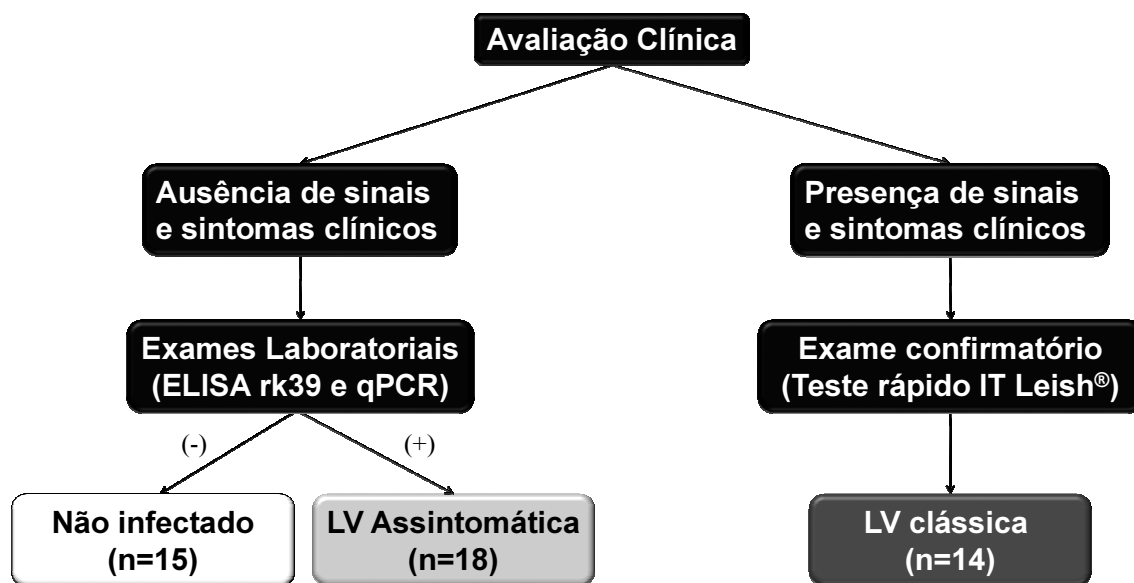 Avaliação Clínica
Ausência de sinais
e sintomas clínicos
Presença de sinais
e sintomas clínicos
Exames Laboratoriais
(ELISA rk39 e qPCR)
Exame confirmatório
(Teste rápido IT Leish®)
(-)
(+)
Não infectado
(n=15)
LV Assintomática
(n=18)
LV clássica
(n=14)